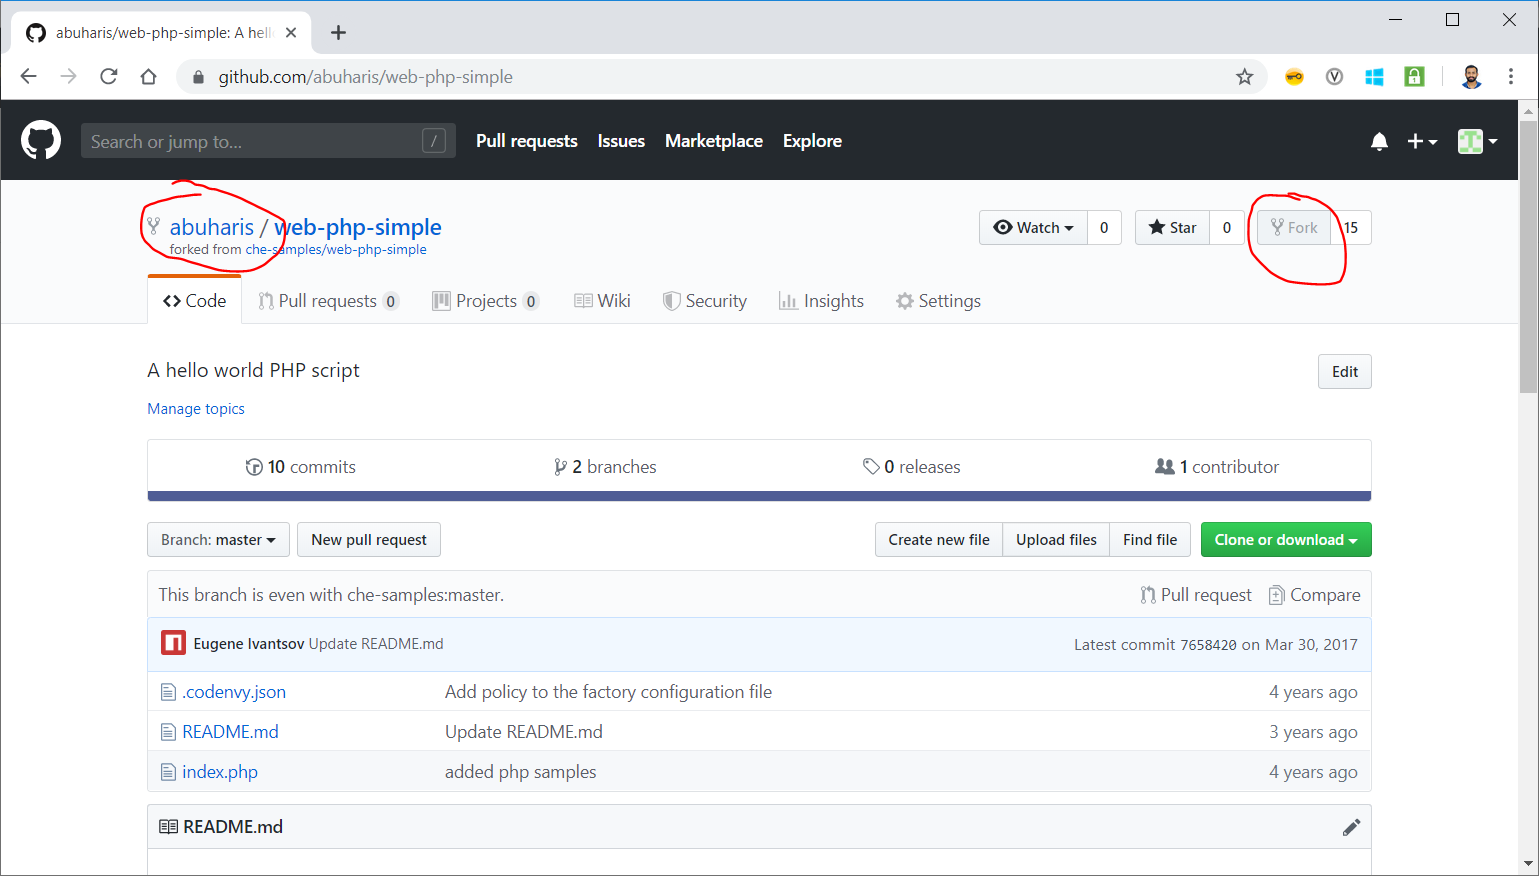 abuharis/web-php-simple: A hell
github.com/abuharis/web-php-simple
Search or jump to... /
Pull requests Issues Marketplace Explore
abuharis / web-php-simple
forked from che-samples/web-php-simple
Watch 0 Star 0 Fork 15
Code Pull requests 0 Projects 0 Wiki Security Insights Settings
A hello world PHP script
Edit
Manage topics
10 commits 2 branches 0 releases 1 contributor
Branch: master New pull request Create new file Upload files Find file Clone or download
This branch is even with che-samples:master. Pull request Compare
Eugene Ivantsov Update README.md Latest commit 7658420 on Mar 30, 2017
.codenvy.json Add policy to the factory configuration file 4 years ago
README.md Update README.md 3 years ago
index.php added php samples 4 years ago
README.md